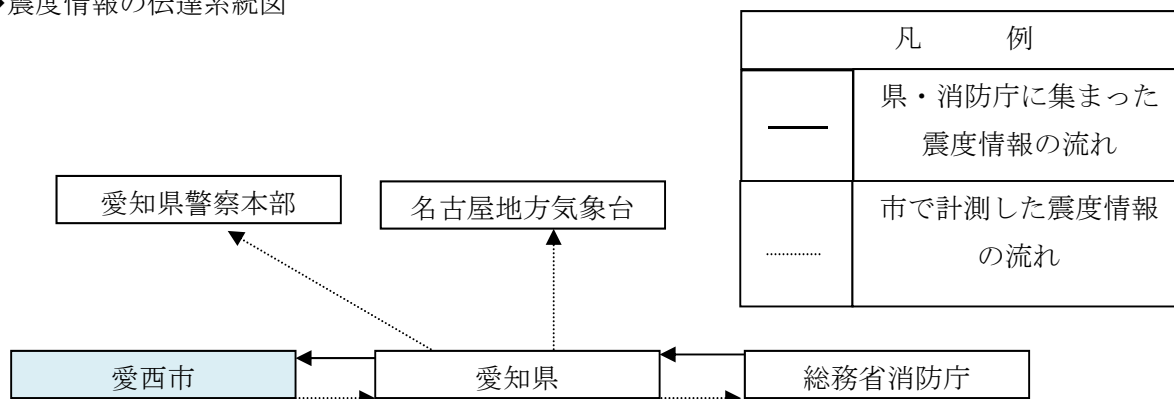 震度情報の伝達系統図
凡　例
県・消防庁に集まった
震度情報の流れ
市で計測した震度情報
の流れ
愛知県警察本部
名古屋地方気象台
愛西市
愛知県
総務省消防庁